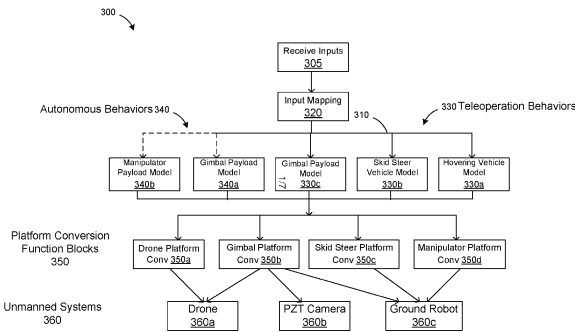 300
Receive Inputs
305
Autonomous Behaviors 340
Input Mapping
320
310
330 Teleoperation Behaviors
Manipulator
Payload Model
340b
Gimbal Payload
Model
340a
Gimbal Payload
Model
330c
1/7
Skid Steer
Vehicle Model
330b
Hovering Vehicle
Model
330a
Platform Conversion
Function Blocks
350
Drone Platform
Conv 350a
Gimbal Platform
Conv 350b
Skid Steer Platform
Conv 350c
Manipulator Platform
Conv 350d
Unmanned Systems
360
Drone
360a
PZT Camera
360b
Ground Robot
360c